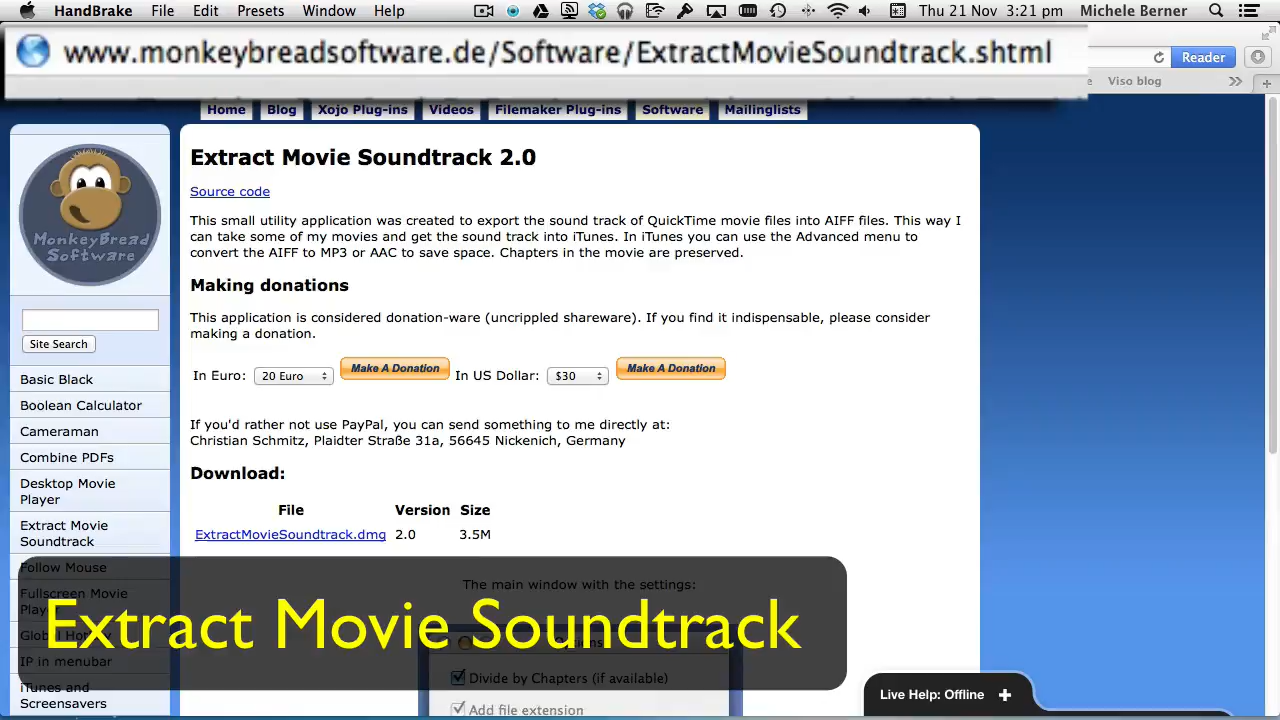 HandBrake File Edit Presets Window Help Thu 21 Nov 3:21 pm Michele Berner
www.monkeybreadsoftware.de/Software/ExtractMovieSoundtrack.shtml
Reader
Viso blog
Home Blog Xojo Plug-ins Videos Filemaker Plug-ins Software Mailinglists
MonkeyBread
Software
Site Search
Basic Black
Boolean Calculator
Cameraman
Combine PDFs
Desktop Movie
Player
Extract Movie
Soundtrack
Follow Mouse
Fullscreen Movie
IP in menubar
iTunes and
Screensavers
Extract Movie Soundtrack 2.0
Source code
This small utility application was created to export the sound track of QuickTime movie files into AIFF files. This way I
can take some of my movies and get the sound track into iTunes. In iTunes you can use the Advanced menu to
convert the AIFF to MP3 or AAC to save space. Chapters in the movie are preserved.
Making donations
This application is considered donation-ware (uncrippled shareware). If you find it indispensable, please consider
making a donation.
In Euro: 20 Euro Make A Donation In US Dollar: $30 Make A Donation
If you'd rather not use PayPal, you can send something to me directly at:
Christian Schmitz, Plaidter Straße 31a, 56645 Nickenich, Germany
Download:
File Version Size
ExtractMovieSoundtrack.dmg 2.0 3.5M
The main window with the settings:
Extract Movie Soundtrack
Divide by Chapters (if available)
Add file extension
Live Help: Offline +